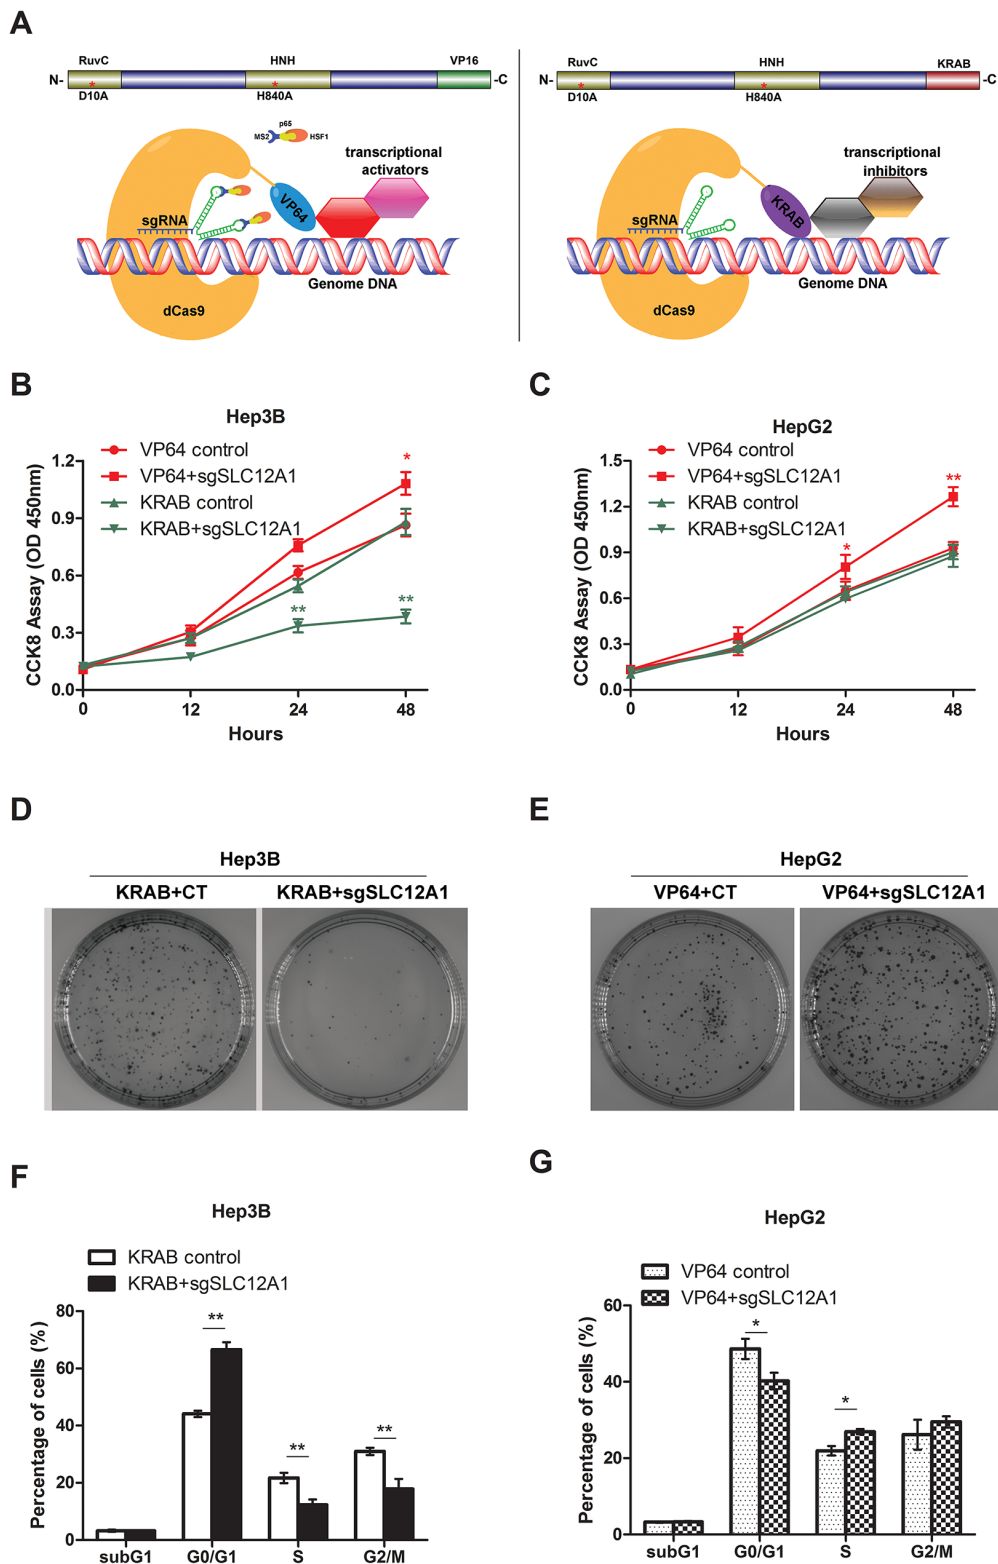 A
RuvC HNH VP16
N- * * -C
D10A H840A
p65
MS2 HSF1
transcriptional
activators
VP64
sgRNA
Genome DNA
dCas9
RuvC HNH KRAB
N- * * -C
D10A H840A
transcriptional
inhibitors
KRAB
sgRNA
Genome DNA
dCas9
B
Hep3B
VP64 control
VP64+sgSLC12A1
KRAB control
KRAB+sgSLC12A1
CCK8 Assay (OD 450nm)
1.2
0.9
0.6
0.3
0.0
*
**
**
0 12 24 48
Hours
C
HepG2
VP64 control
VP64+sgSLC12A1
KRAB control
KRAB+sgSLC12A1
CCK8 Assay (OD 450nm)
1.5
1.2
0.9
0.6
0.3
0.0
**
*
0 12 24 48
Hours
D
Hep3B
KRAB+CT KRAB+sgSLC12A1
E
HepG2
VP64+CT VP64+sgSLC12A1
F
Hep3B
KRAB control
KRAB+sgSLC12A1
Percentage of cells (%)
80
60
40
20
0
**
**
**
subG1 G0/G1 S G2/M
G
HepG2
VP64 control
VP64+sgSLC12A1
Percentage of cells (%)
60
40
20
0
*
*
subG1 G0/G1 S G2/M